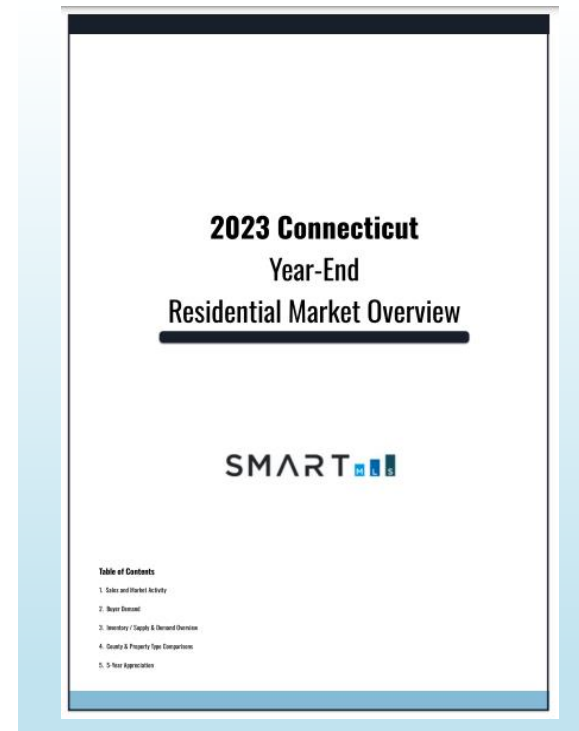 2023 Connecticut
Year-End
Residential Market Overview
SMART MLS
Table of Contents
1. Sales and Market Activity
2. Buyer Demand
3. Inventory / Supply & Demand Overview
4. County & Property Type Comparisons
5. 5-Year Appreciation